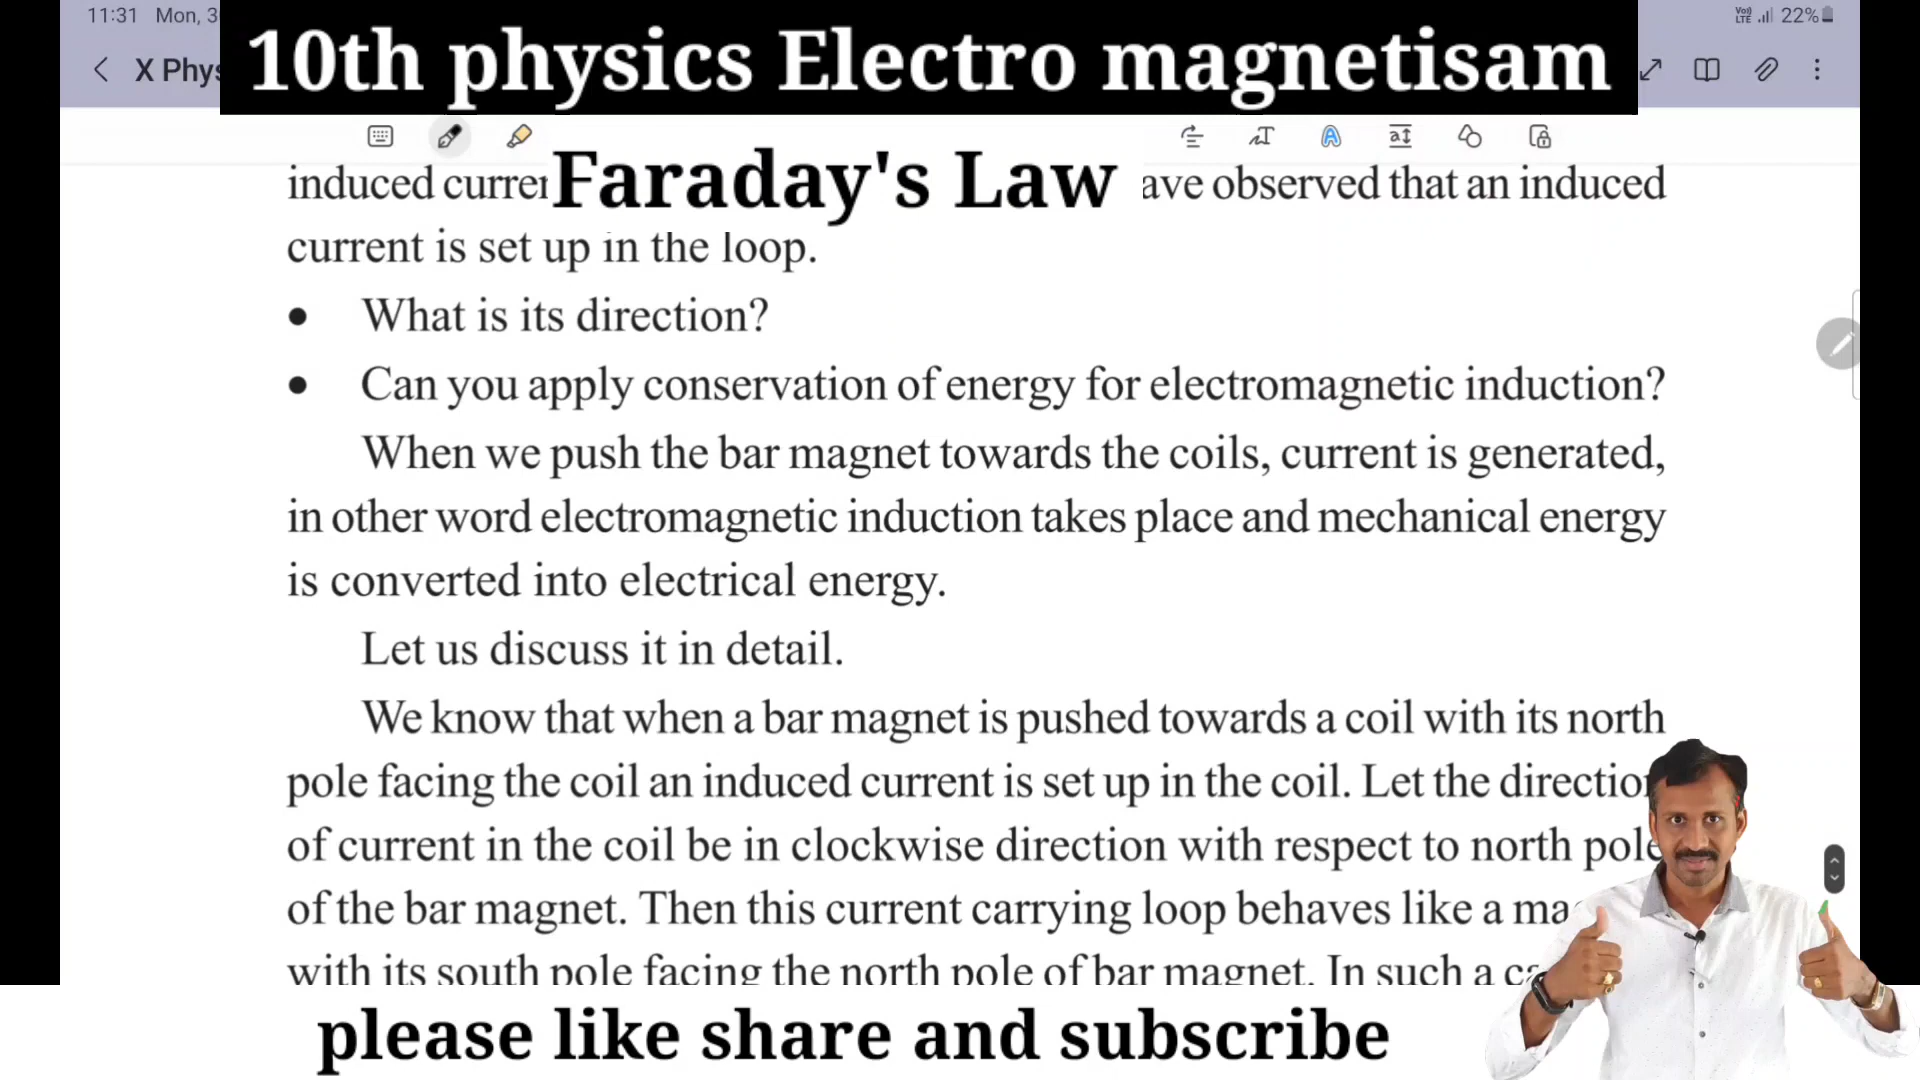 11:31 Mon, 3
22%
X Phys
10th physics Electro magnetisam
Faraday's Law
induced ave observed that an induced
current is set up in the loop.
• What is its direction?
• Can you apply conservation of energy for electromagnetic induction?
When we push the bar magnet towards the coils, current is generated,
in other word electromagnetic induction takes place and mechanical energy
is converted into electrical energy.
Let us discuss it in detail.
We know that when a bar magnet is pushed towards a coil with its north
pole facing the coil an induced current is set up in the coil. Let the direction
of current in the coil be in clockwise direction with respect to north pole
of the bar magnet. Then this current carrying loop behaves like a ma
with its south pole facing the north pole of bar magnet. In such a ca
please like share and subscribe